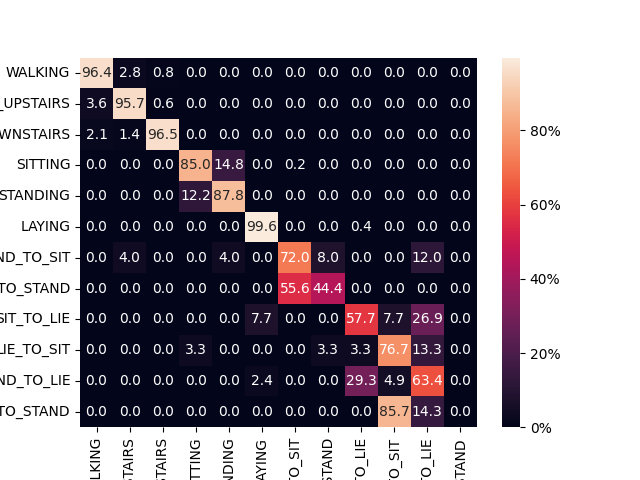 WALKING 96.4 2.8 0.8 0.0 0.0 0.0 0.0 0.0 0.0 0.0 0.0 0.0
_UPSTAIRS 3.6 95.7 0.6 0.0 0.0 0.0 0.0 0.0 0.0 0.0 0.0 0.0
WNSTAIRS 2.1 1.4 96.5 0.0 0.0 0.0 0.0 0.0 0.0 0.0 0.0 0.0
SITTING 0.0 0.0 0.0 85.0 14.8 0.0 0.2 0.0 0.0 0.0 0.0 0.0
STANDING 0.0 0.0 0.0 12.2 87.8 0.0 0.0 0.0 0.0 0.0 0.0 0.0
LAYING 0.0 0.0 0.0 0.0 0.0 99.6 0.0 0.0 0.4 0.0 0.0 0.0
ND_TO_SIT 0.0 4.0 0.0 0.0 4.0 0.0 72.0 8.0 0.0 0.0 12.0 0.0
TO_STAND 0.0 0.0 0.0 0.0 0.0 0.0 55.6 44.4 0.0 0.0 0.0 0.0
SIT_TO_LIE 0.0 0.0 0.0 0.0 0.0 7.7 0.0 0.0 57.7 7.7 26.9 0.0
LIE_TO_SIT 0.0 0.0 0.0 3.3 0.0 0.0 0.0 3.3 3.3 76.7 13.3 0.0
ND_TO_LIE 0.0 0.0 0.0 0.0 0.0 2.4 0.0 0.0 29.3 4.9 63.4 0.0
TO_STAND 0.0 0.0 0.0 0.0 0.0 0.0 0.0 0.0 0.0 85.7 14.3 0.0
LKING
STAIRS
STAIRS
TTING
NDING
AYING
TO_SIT
STAND
TO_LIE
TO_SIT
TO_LIE
STAND
80%
60%
40%
20%
0%